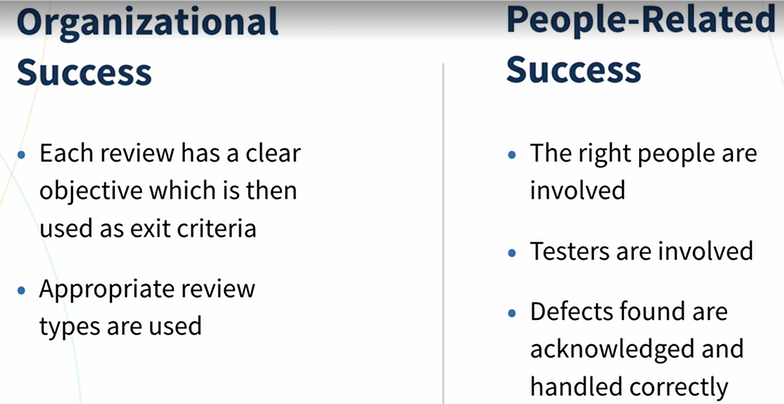 Organizational
Success
• Each review has a clear
objective which is then
used as exit criteria
• Appropriate review
types are used
People-Related
Success
• The right people are
involved
• Testers are involved
• Defects found are
acknowledged and
handled correctly